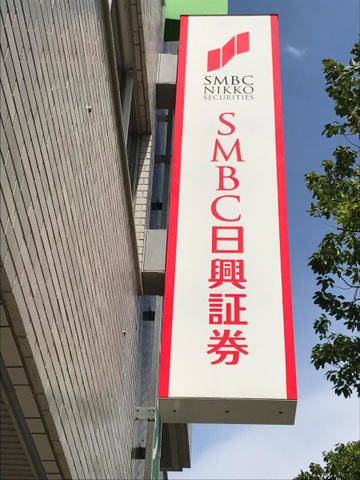 SMBC
NIKKO
SECURITIES
SMBC日興証券